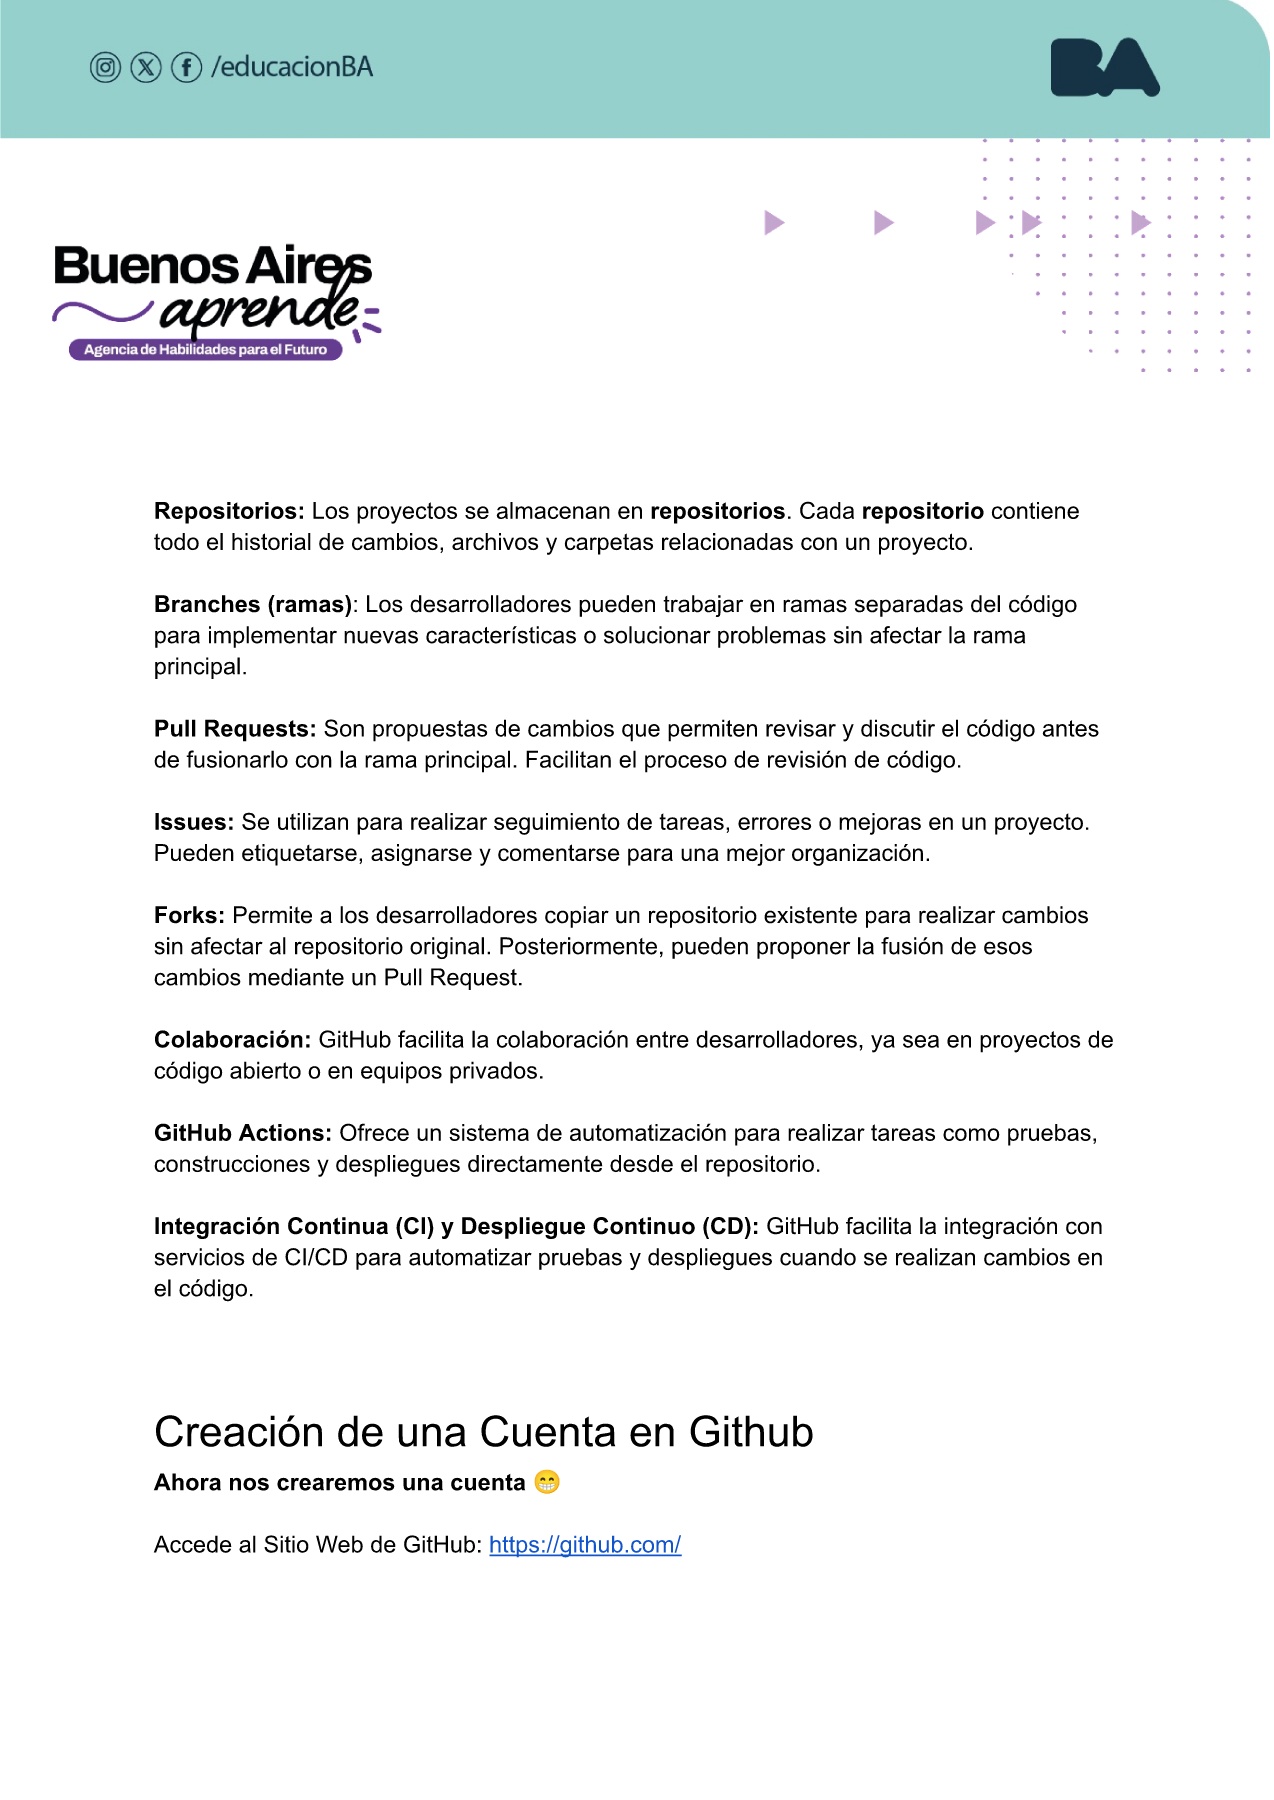 /educacionBA
BA
Buenos Aires
aprende
Agencia de Habilidades para el Futuro
Repositorios: Los proyectos se almacenan en repositorios. Cada repositorio contiene
todo el historial de cambios, archivos y carpetas relacionadas con un proyecto.
Branches (ramas): Los desarrolladores pueden trabajar en ramas separadas del código
para implementar nuevas características o solucionar problemas sin afectar la rama
principal.
Pull Requests: Son propuestas de cambios que permiten revisar y discutir el código antes
de fusionarlo con la rama principal. Facilitan el proceso de revisión de código.
Issues: Se utilizan para realizar seguimiento de tareas, errores o mejoras en un proyecto.
Pueden etiquetarse, asignarse y comentarse para una mejor organización.
Forks: Permite a los desarrolladores copiar un repositorio existente para realizar cambios
sin afectar al repositorio original. Posteriormente, pueden proponer la fusión de esos
cambios mediante un Pull Request.
Colaboración: GitHub facilita la colaboración entre desarrolladores, ya sea en proyectos de
código abierto o en equipos privados.
GitHub Actions: Ofrece un sistema de automatización para realizar tareas como pruebas,
construcciones y despliegues directamente desde el repositorio.
Integración Continua (CI) y Despliegue Continuo (CD): GitHub facilita la integración con
servicios de CI/CD para automatizar pruebas y despliegues cuando se realizan cambios en
el código.
Creación de una Cuenta en Github
Ahora nos crearemos una cuenta 😁
Accede al Sitio Web de GitHub: https://github.com/